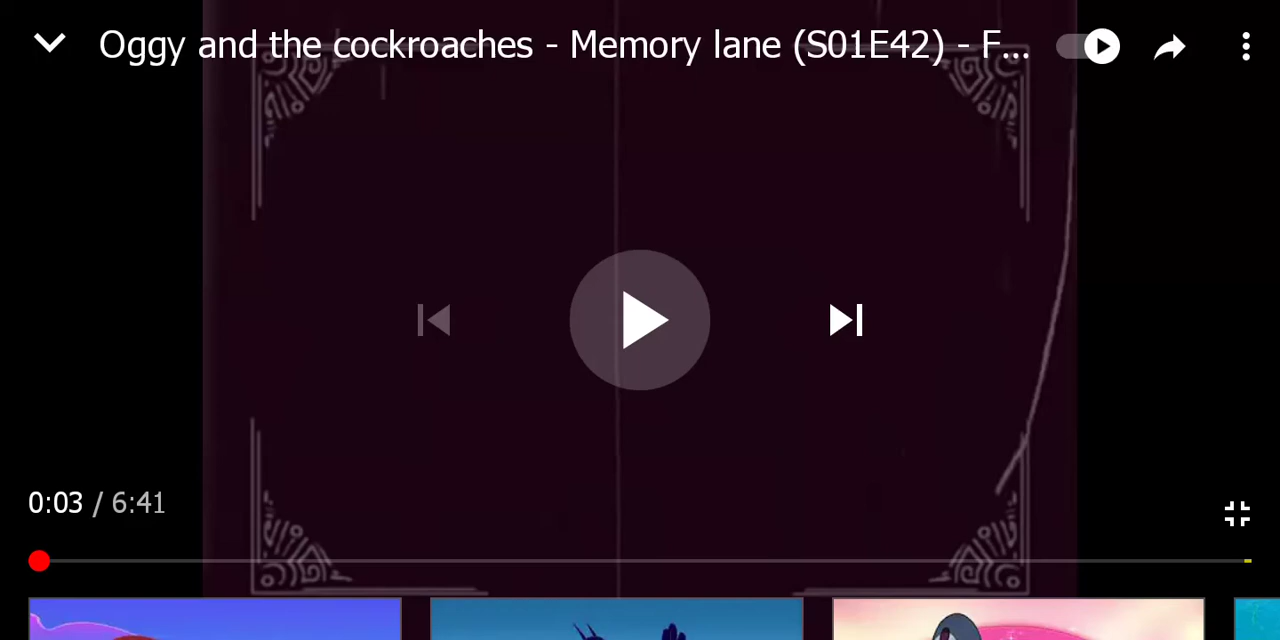 Oggy and the cockroaches - Memory lane (S01E42) - F...
0:03 / 6:41